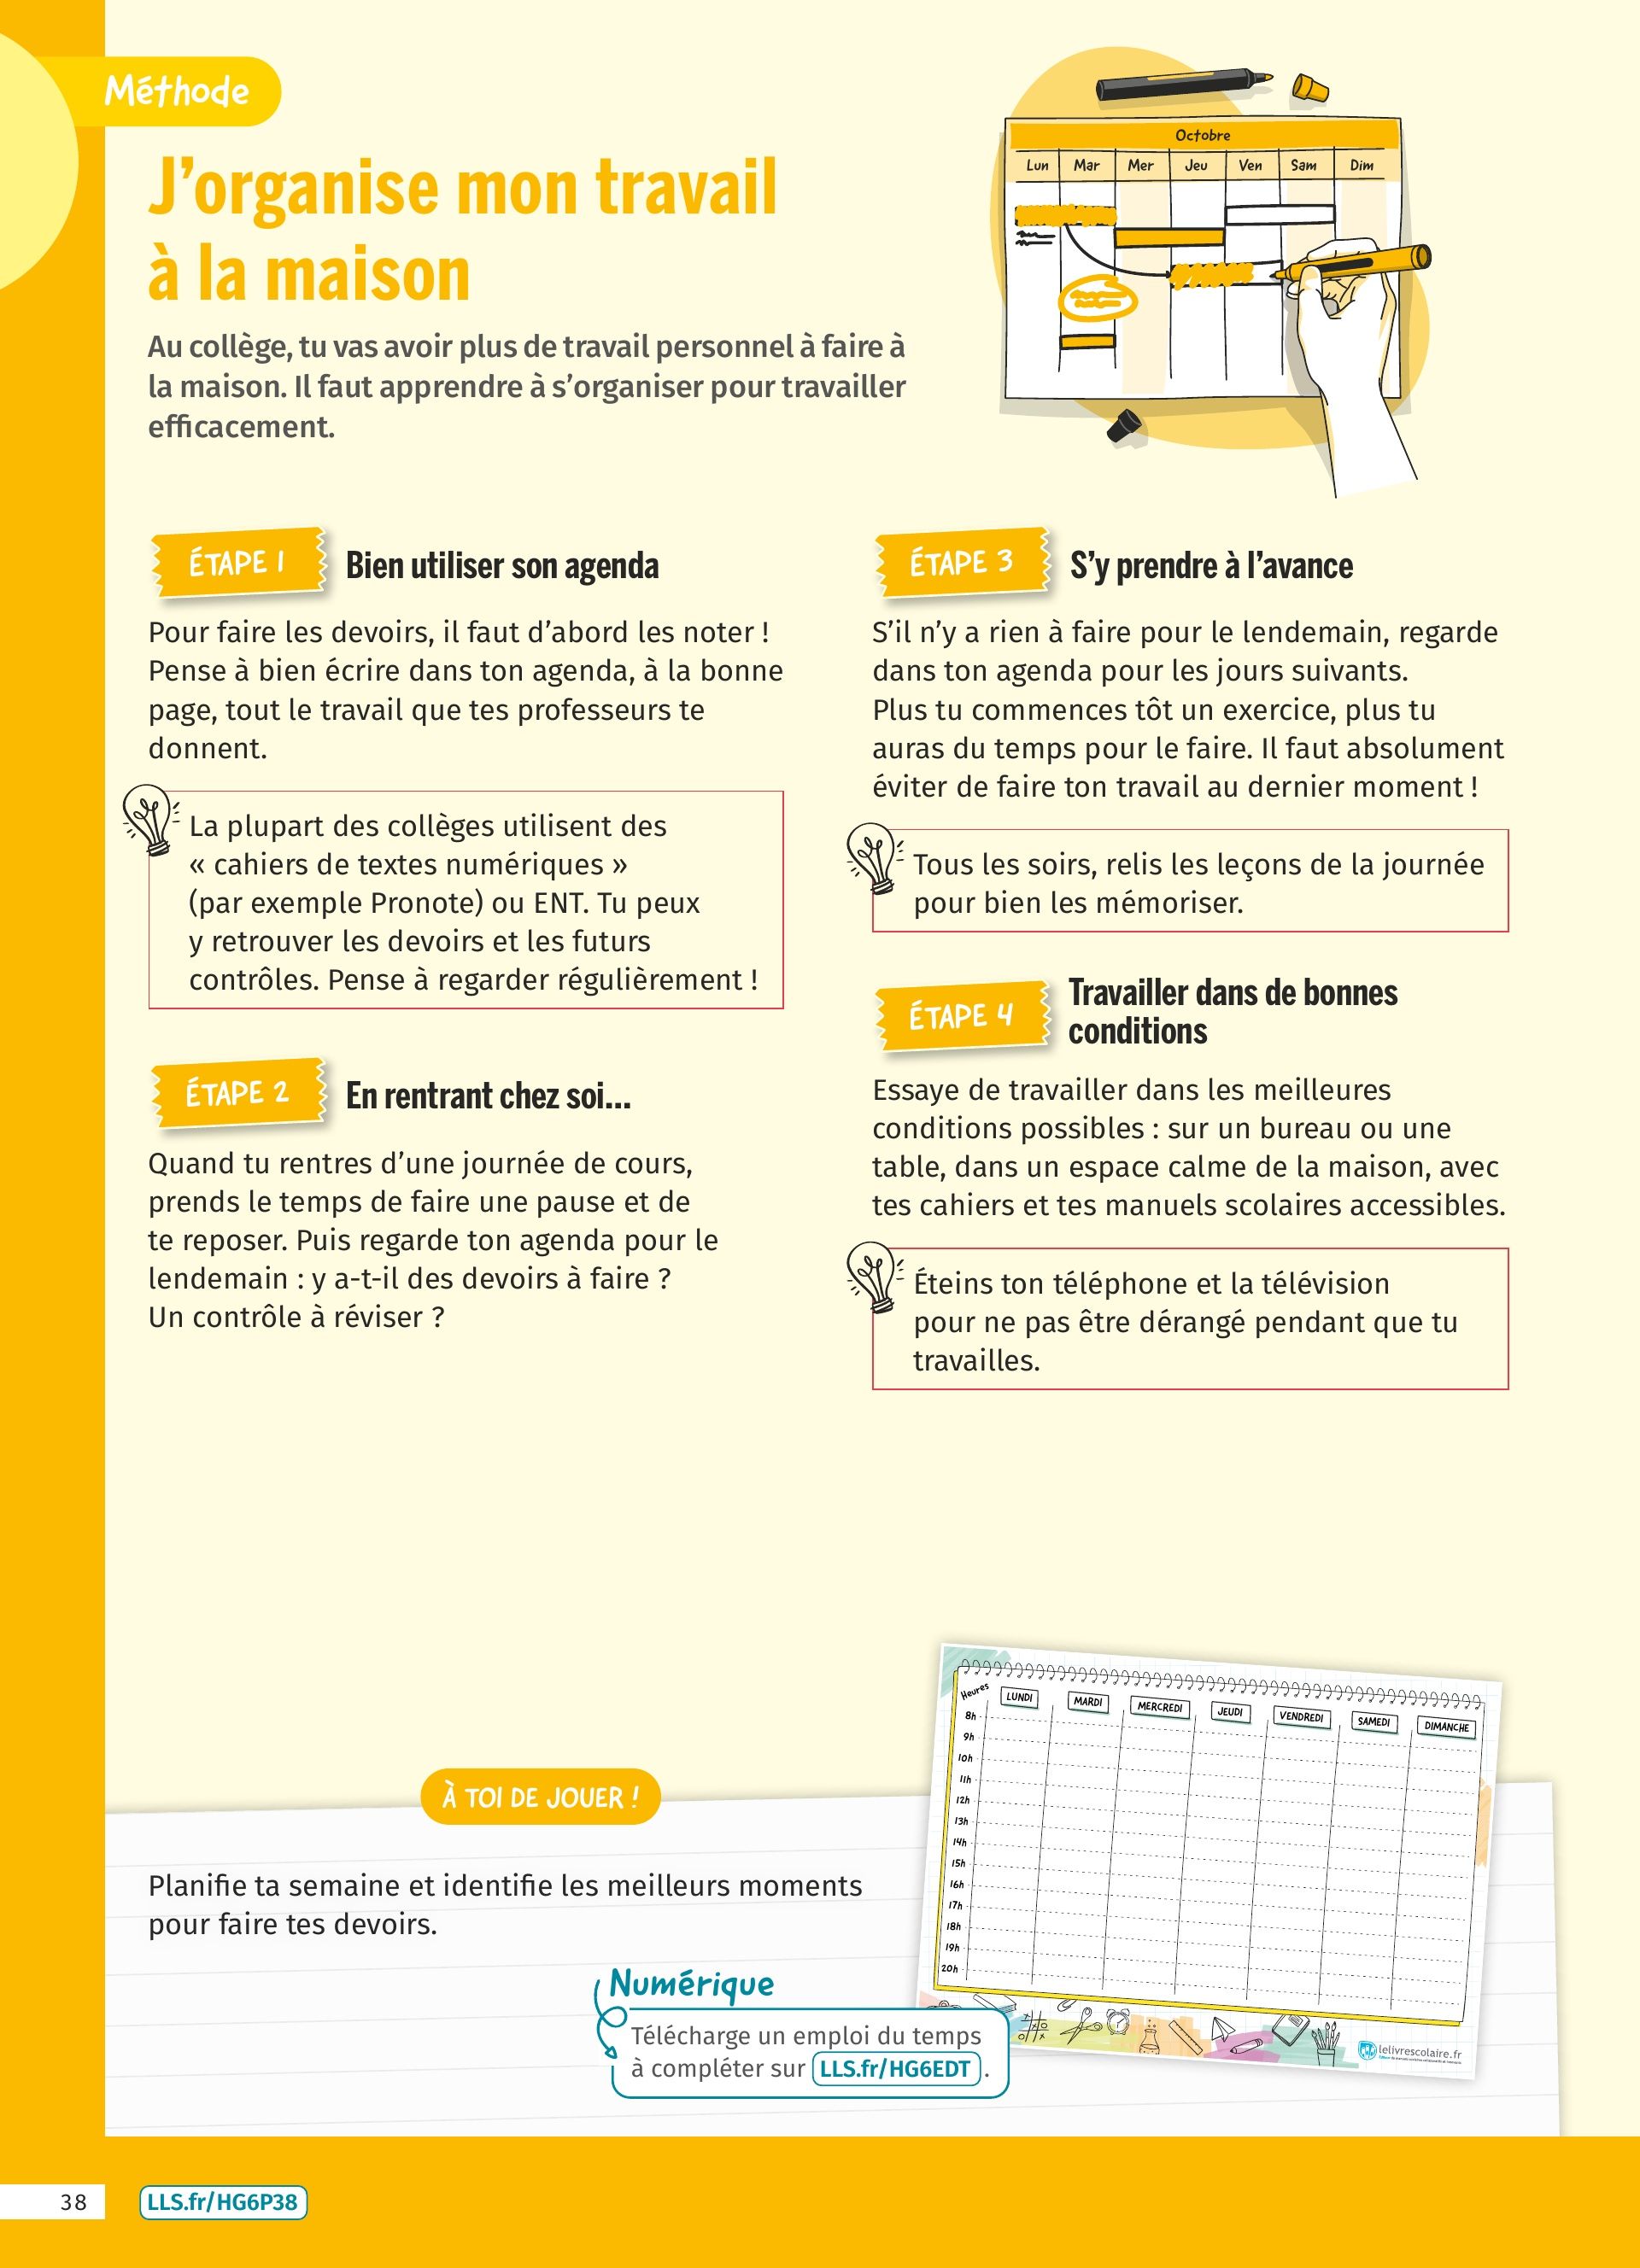 Méthode
J’organise mon travail
à la maison
Au collège, tu vas avoir plus de travail personnel à faire à
la maison. Il faut apprendre à s’organiser pour travailler
efficacement.
Octobre
Lun Mar Mer Jeu Ven Sam Dim
ÉTAPE 1 Bien utiliser son agenda
Pour faire les devoirs, il faut d’abord les noter !
Pense à bien écrire dans ton agenda, à la bonne
page, tout le travail que tes professeurs te
donnent.
La plupart des collèges utilisent des
« cahiers de textes numériques »
(par exemple Pronote) ou ENT. Tu peux
y retrouver les devoirs et les futurs
contrôles. Pense à regarder régulièrement !
ÉTAPE 2 En rentrant chez soi…
Quand tu rentres d’une journée de cours,
prends le temps de faire une pause et de
te reposer. Puis regarde ton agenda pour le
lendemain : y a-t-il des devoirs à faire ?
Un contrôle à réviser ?
ÉTAPE 3 S’y prendre à l’avance
S’il n’y a rien à faire pour le lendemain, regarde
dans ton agenda pour les jours suivants.
Plus tu commences tôt un exercice, plus tu
auras du temps pour le faire. Il faut absolument
éviter de faire ton travail au dernier moment !
Tous les soirs, relis les leçons de la journée
pour bien les mémoriser.
ÉTAPE 4 Travailler dans de bonnes
conditions
Essaye de travailler dans les meilleures
conditions possibles : sur un bureau ou une
table, dans un espace calme de la maison, avec
tes cahiers et tes manuels scolaires accessibles.
Éteins ton téléphone et la télévision
pour ne pas être dérangé pendant que tu
travailles.
À TOI DE JOUER !
Planifie ta semaine et identifie les meilleurs moments
pour faire tes devoirs.
Numérique
Télécharge un emploi du temps
à compléter sur LLS.fr/HG6EDT .
Heures LUNDI MARDI MERCREDI JEUDI VENDREDI SAMEDI DIMANCHE
8h
9h
10h
11h
12h
13h
14h
15h
16h
17h
18h
19h
20h
lelivrescolaire.fr
38 LLS.fr/HG6P38